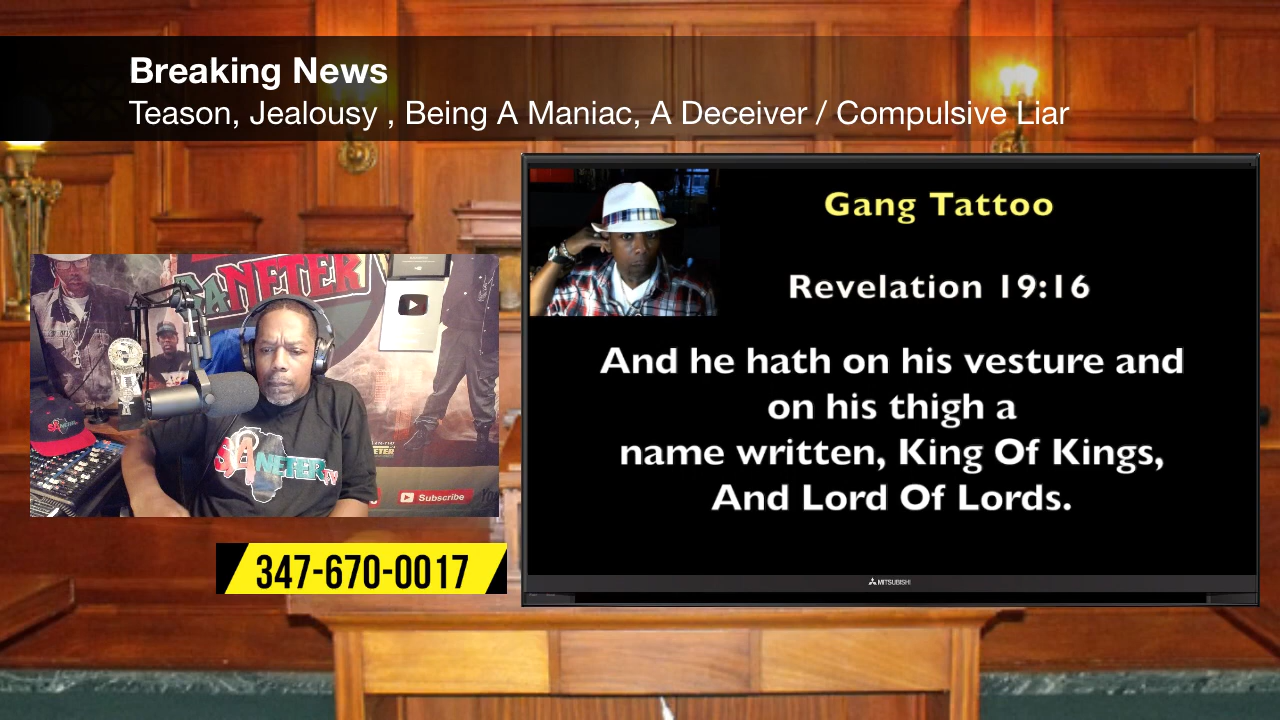 Breaking News
Teason, Jealousy , Being A Maniac, A Deceiver / Compulsive Liar
Gang Tattoo
Revelation 19:16
And he hath on his vesture and
on his thigh a
name written, King Of Kings,
And Lord Of Lords.
MITSUBISHI
SANETER
SANETERTV
Subscribe
347-670-0017